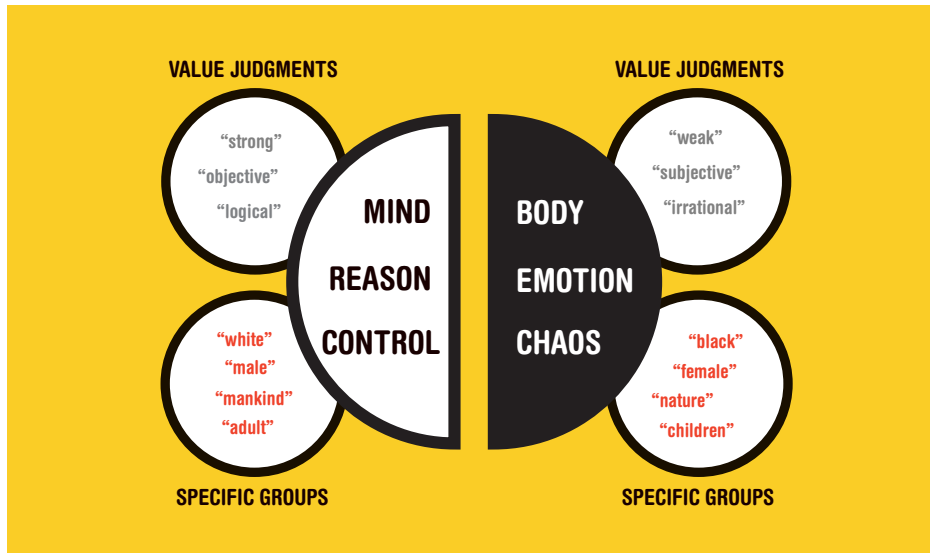 VALUE JUDGMENTS
“strong”
“objective”
“logical”
MIND
REASON
CONTROL
“white”
“male”
“mankind”
“adult”
SPECIFIC GROUPS
VALUE JUDGMENTS
“weak”
“subjective”
“irrational”
BODY
EMOTION
CHAOS
“black”
“female”
“nature”
“children”
SPECIFIC GROUPS